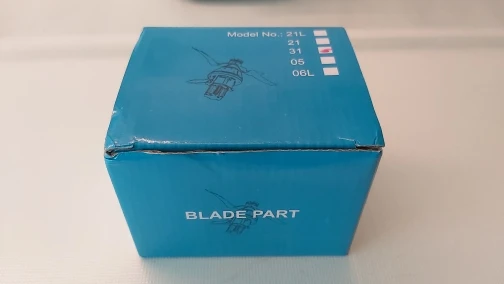 Model No.: 21L
21
31
05
06L
BLADE PART